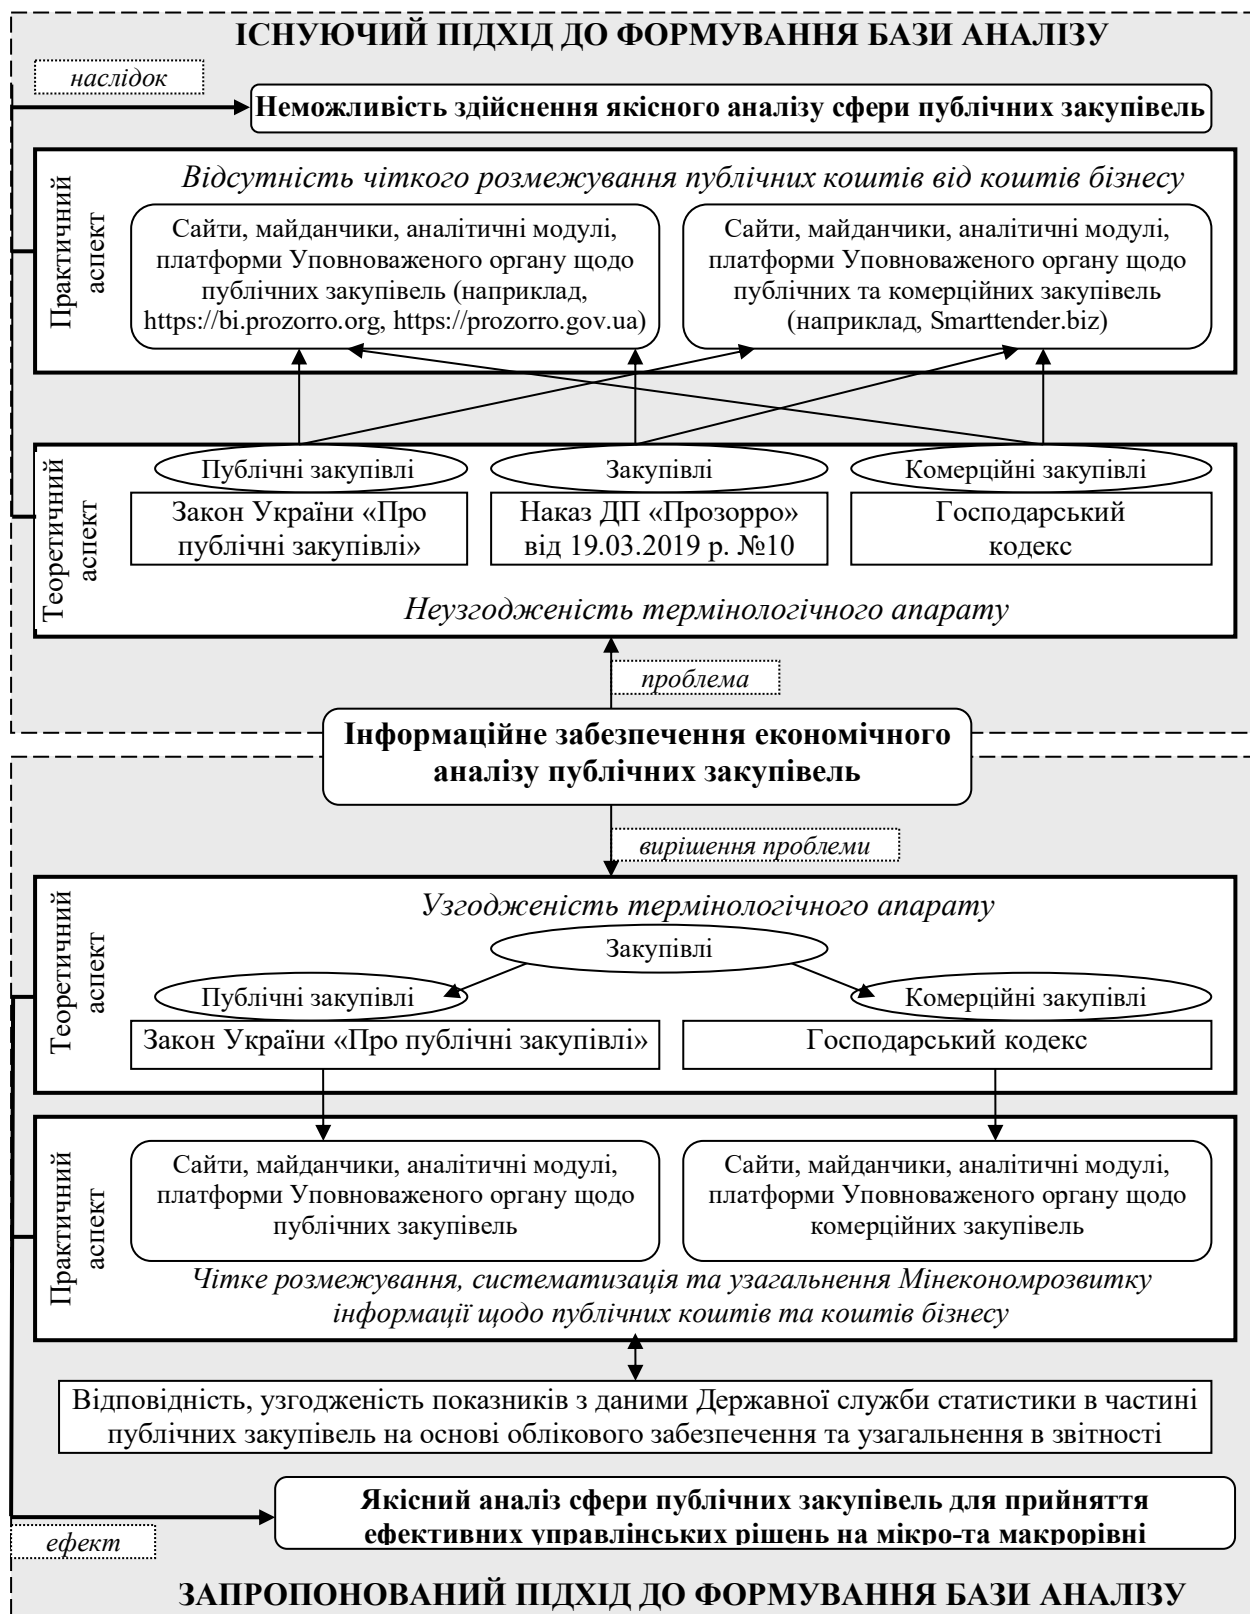 ІСНУЮЧИЙ ПІДХІД ДО ФОРМУВАННЯ БАЗИ АНАЛІЗУ
наслідок
Неможливість здійснення якісного аналізу сфери публічних закупівель
Практичний
аспект
Відсутність чіткого розмежування публічних коштів від коштів бізнесу
Сайти, майданчики, аналітичні модулі,
платформи Уповноваженого органу щодо
публічних закупівель (наприклад,
https://bi.prozorro.org, https://prozorro.gov.ua)
Сайти, майданчики, аналітичні модулі,
платформи Уповноваженого органу щодо
публічних та комерційних закупівель
(наприклад, Smarttender.biz)
Теоретичний
аспект
Публічні закупівлі
Закупівлі
Комерційні закупівлі
Закон України «Про
публічні закупівлі»
Наказ ДП «Прозорро»
від 19.03.2019 р. №10
Господарський
кодекс
Неузгодженість термінологічного апарату
проблема
Інформаційне забезпечення економічного
аналізу публічних закупівель
вирішення проблеми
Теоретичний
аспект
Узгодженість термінологічного апарату
Закупівлі
Публічні закупівлі
Комерційні закупівлі
Закон України «Про публічні закупівлі»
Господарський кодекс
Практичний
аспект
Сайти, майданчики, аналітичні модулі,
платформи Уповноваженого органу щодо
публічних закупівель
Сайти, майданчики, аналітичні модулі,
платформи Уповноваженого органу щодо
комерційних закупівель
Чітке розмежування, систематизація та узагальнення Мінекономрозвитку
інформації щодо публічних коштів та коштів бізнесу
Відповідність, узгодженість показників з даними Державної служби статистики в частині
публічних закупівель на основі облікового забезпечення та узагальнення в звітності
Якісний аналіз сфери публічних закупівель для прийняття
ефективних управлінських рішень на мікро-та макрорівні
ефект
ЗАПРОПОНОВАНИЙ ПІДХІД ДО ФОРМУВАННЯ БАЗИ АНАЛІЗУ